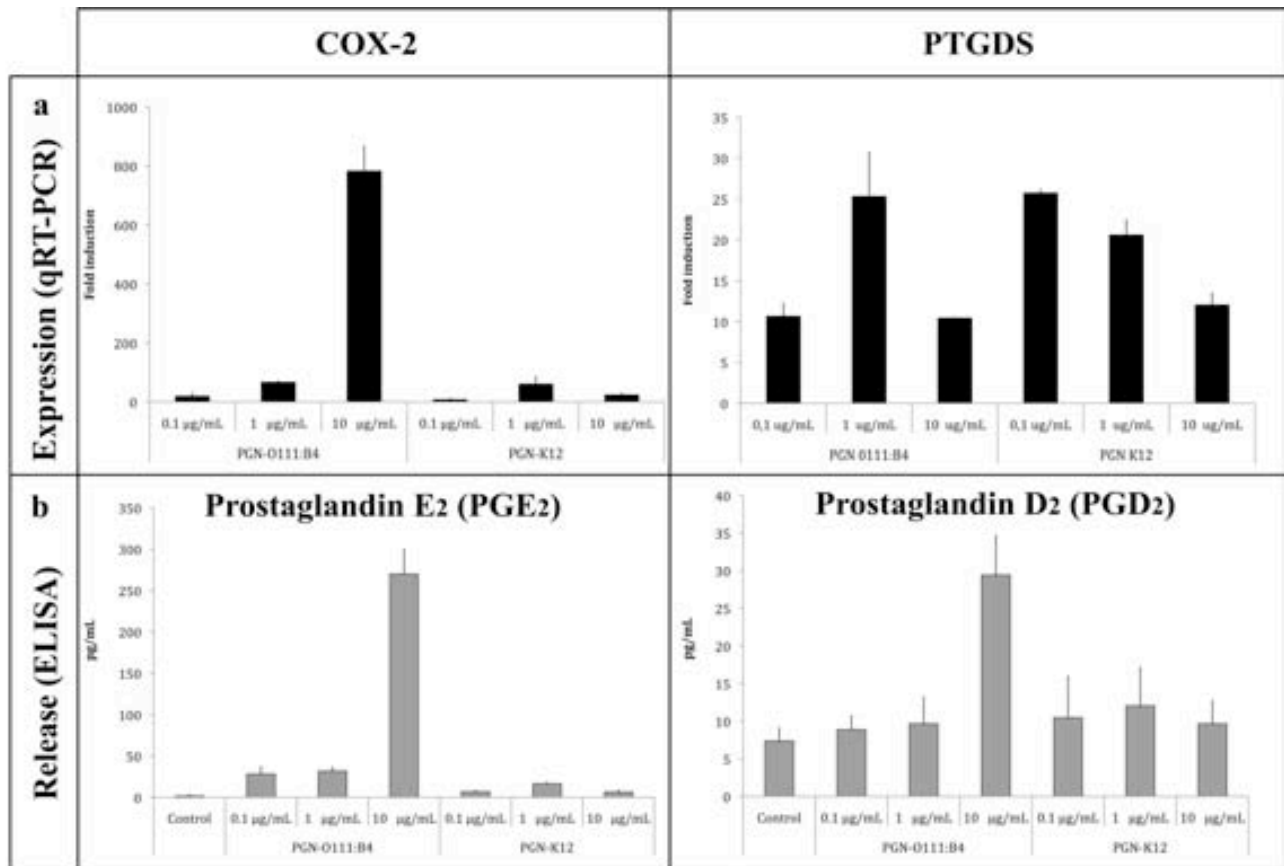 COX-2
PTGDS
a
Expression (qRT-PCR)
Fold induction
1000
800
600
400
200
0
0.1 µg/mL 1 µg/mL 10 µg/mL 0.1 µg/mL 1 µg/mL 10 µg/mL
PGN-O111:B4 PGN-K12
Fold induction
35
30
25
20
15
10
5
0
0,1 ug/mL 1 ug/mL 10 ug/mL 0.1 ug/mL 1 ug/mL 10 ug/mL
PGN 0111:B4 PGN K12
b
Release (ELISA)
Prostaglandin E2 (PGE2)
pg/mL
350
300
250
200
150
100
50
0
Control 0.1 µg/mL 1 µg/mL 10 µg/mL 0.1 µg/mL 1 µg/mL 10 µg/mL
PGN-O111:B4 PGN-K12
Prostaglandin D2 (PGD2)
pg/mL
40
35
30
25
20
15
10
5
0
Control 0.1 µg/mL 1 µg/mL 10 µg/mL 0.1 µg/mL 1 µg/mL 10 µg/mL
PGN-O111:B4 PGN-K12